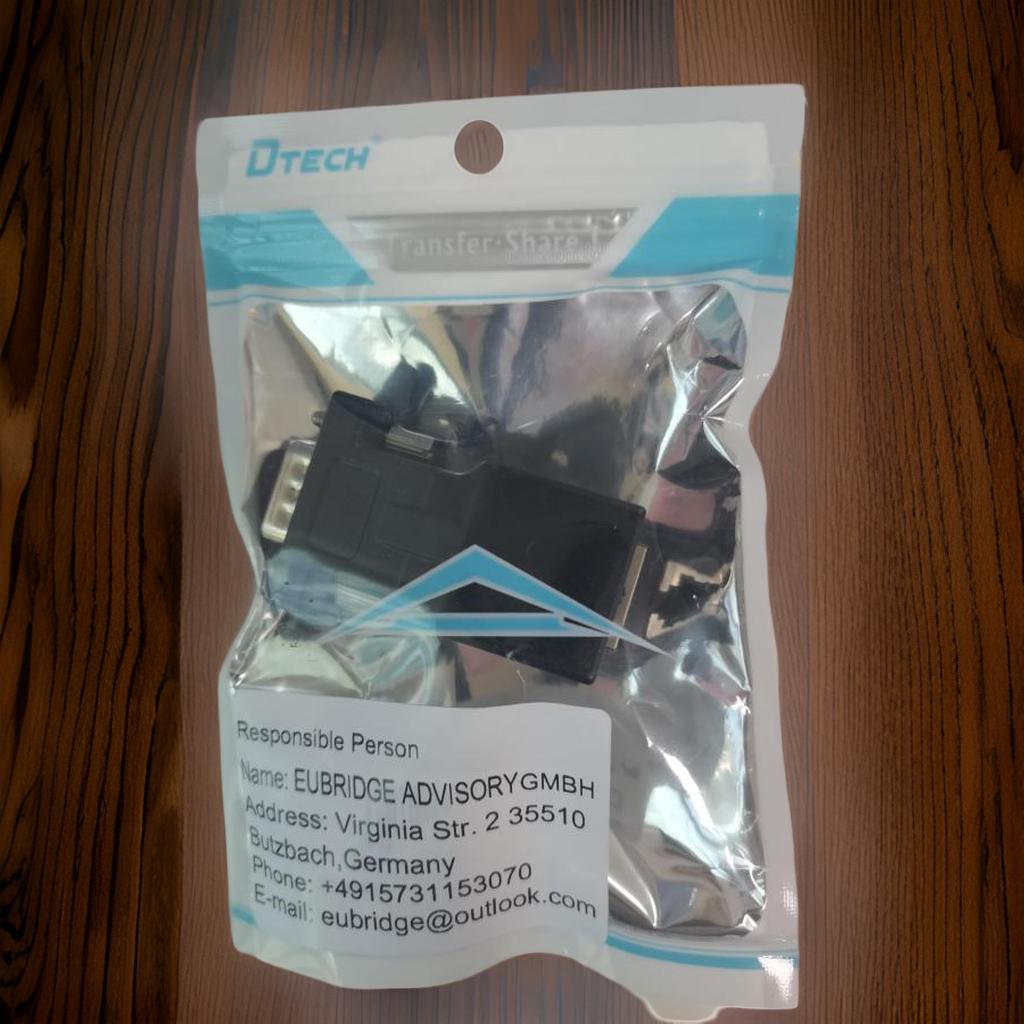 DTECH
Transfer·Share
Responsible Person
Name: EUBRIDGE ADVISORYGMBH
Address: Virginia Str. 2 35510
Butzbach,Germany
Phone: +4915731153070
E-mail: eubridge@outlook.com